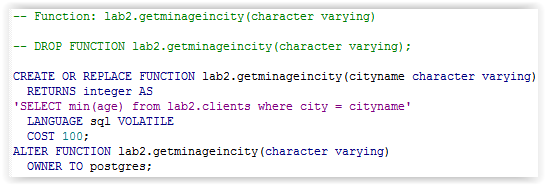 -- Function: lab2.getminageincity(character varying)
-- DROP FUNCTION lab2.getminageincity(character varying);
CREATE OR REPLACE FUNCTION lab2.getminageincity(cityname character varying)
RETURNS integer AS
'SELECT min(age) from lab2.clients where city = cityname'
LANGUAGE sql VOLATILE
COST 100;
ALTER FUNCTION lab2.getminageincity(character varying)
OWNER TO postgres;